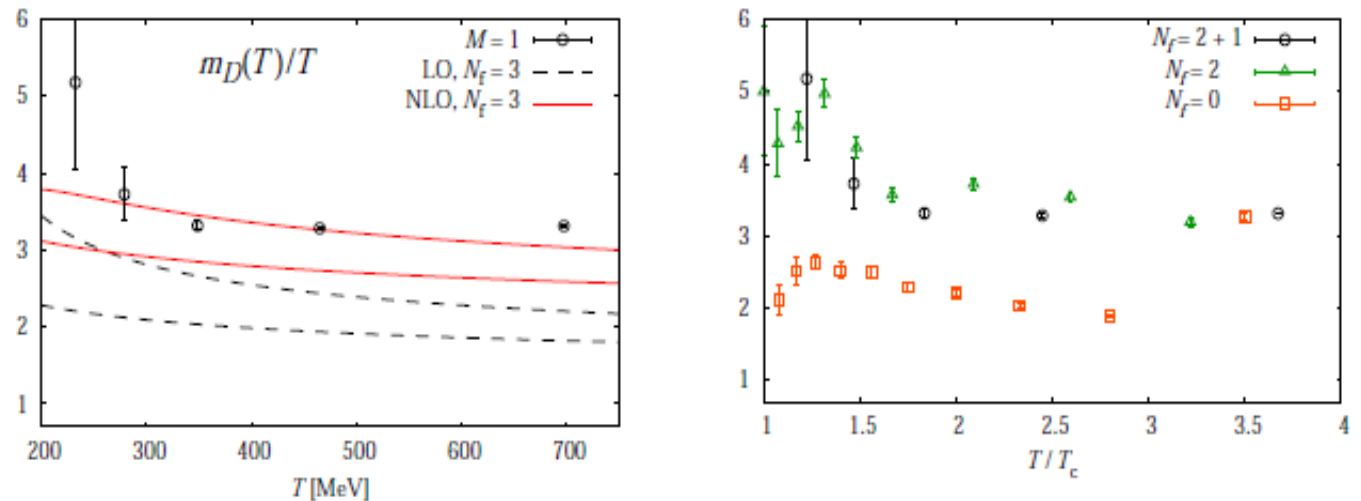 m_D(T)/T
M = 1
LO, N_f = 3
NLO, N_f = 3
6
5
4
3
2
1
200 300 400 500 600 700
T [MeV]
N_f = 2 + 1
N_f = 2
N_f = 0
6
5
4
3
2
1
1 1.5 2 2.5 3 3.5 4
T / T_c